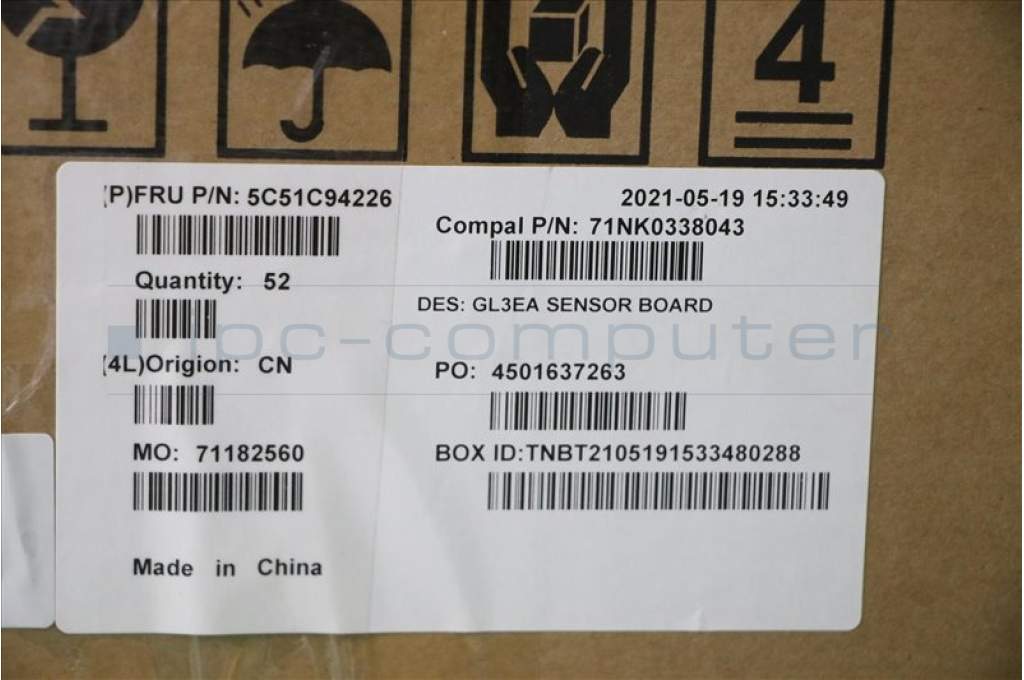 4
(P)FRU P/N: 5C51C94226
2021-05-19 15:33:49
Compal P/N: 71NK0338043
Quantity: 52
DES: GL3EA SENSOR BOARD
ipc-computer
(4L)Origion: CN
PO: 4501637263
MO: 71182560
BOX ID:TNBT2105191533480288
Made in China